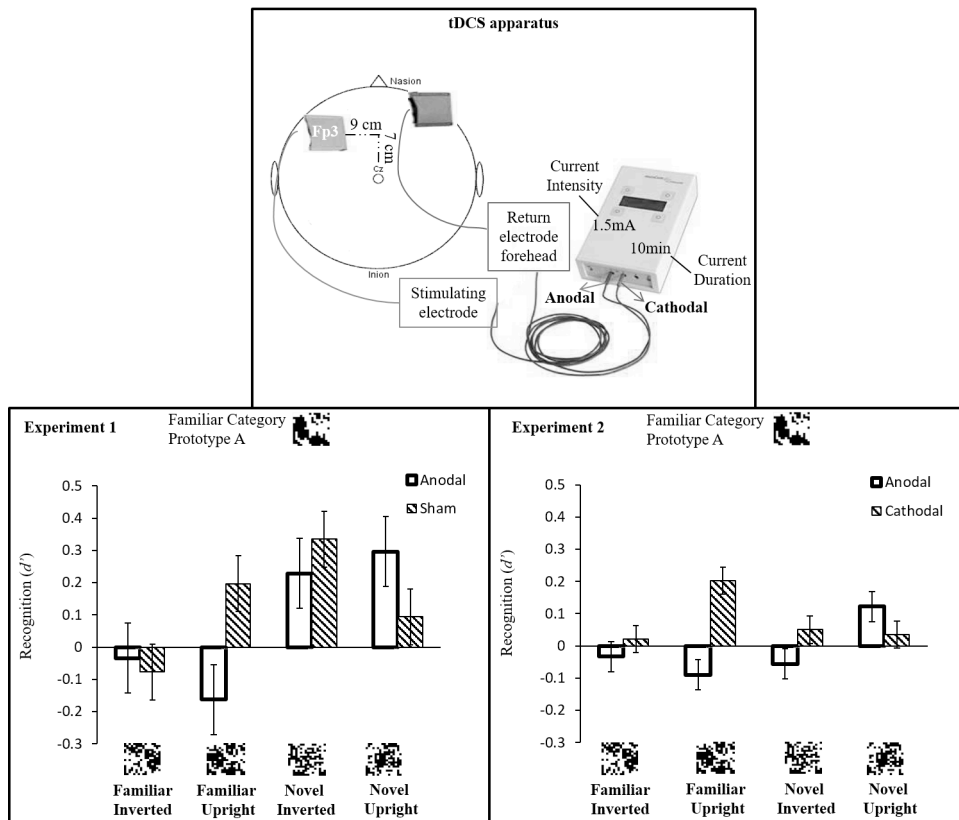 tDCS apparatus
Nasion
Fp3
9 cm
7 cm
Cz
Inion
Return
electrode
forehead
Stimulating
electrode
Current
Intensity
1.5mA
10min
Current
Duration
Anodal
Cathodal
Experiment 1
Familiar Category
Prototype A
Anodal
Sham
Recognition (d')
0.5
0.4
0.3
0.2
0.1
0
-0.1
-0.2
-0.3
Familiar Inverted
Familiar Upright
Novel Inverted
Novel Upright
Experiment 2
Familiar Category
Prototype A
Anodal
Cathodal
Recognition (d')
0.5
0.4
0.3
0.2
0.1
0
-0.1
-0.2
-0.3
Familiar Inverted
Familiar Upright
Novel Inverted
Novel Upright